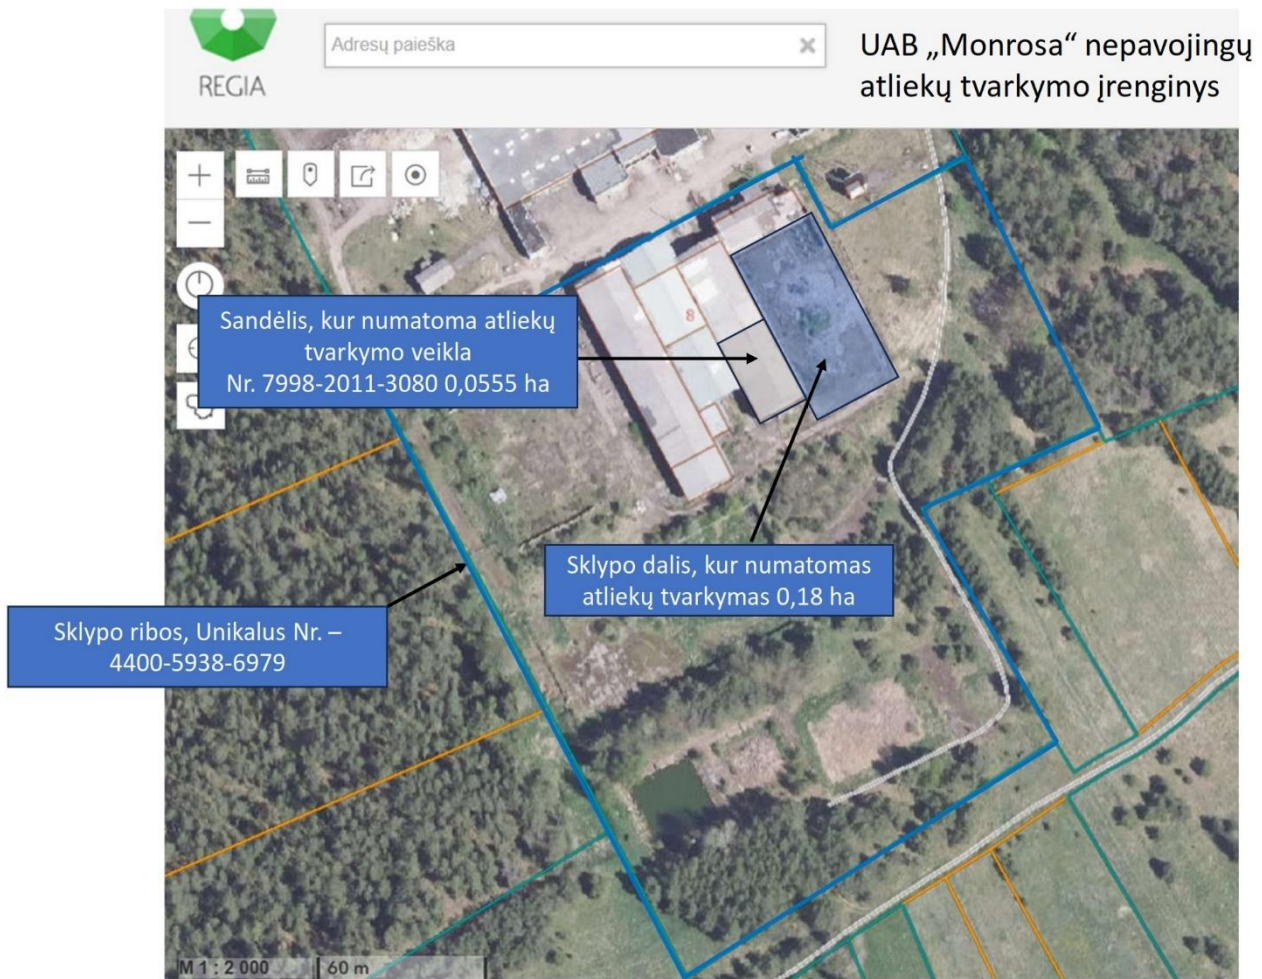 REGIA
Adresų paieška
UAB „Monrosa“ nepavojingų
atliekų tvarkymo įrenginys
8
Sandėlis, kur numatoma atliekų
tvarkymo veikla
Nr. 7998-2011-3080 0,0555 ha
Sklypo dalis, kur numatomas
atliekų tvarkymas 0,18 ha
Sklypo ribos, Unikalus Nr. –
4400-5938-6979
M 1 : 2 000
60 m